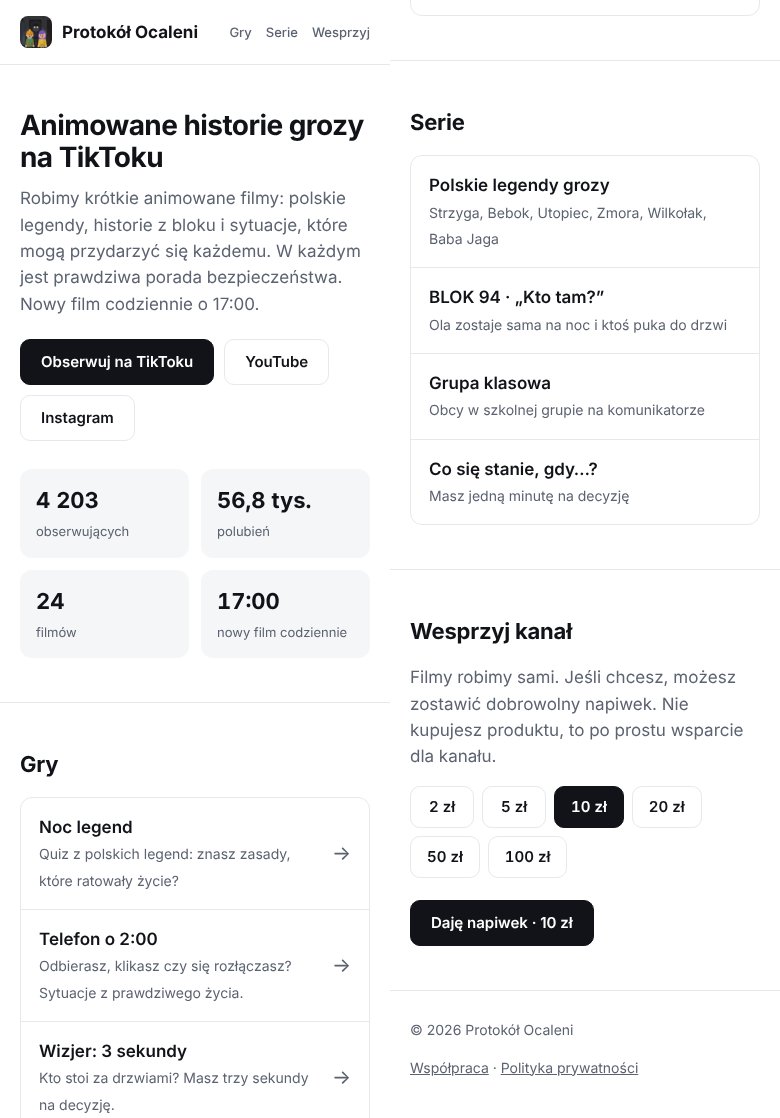 Protokół Ocaleni
Gry Serie Wesprzyj
Animowane historie grozy
na TikToku
Robimy krótkie animowane filmy: polskie
legendy, historie z bloku i sytuacje, które
mogą przydarzyć się każdemu. W każdym
jest prawdziwa porada bezpieczeństwa.
Nowy film codziennie o 17:00.
Obserwuj na TikToku
YouTube
Instagram
4 203
obserwujących
56,8 tys.
polubień
24
filmów
17:00
nowy film codziennie
Gry
Noc legend
Quiz z polskich legend: znasz zasady,
które ratowały życie?
Telefon o 2:00
Odbierasz, klikasz czy się rozłączasz?
Sytuacje z prawdziwego życia.
Wizjer: 3 sekundy
Kto stoi za drzwiami? Masz trzy sekundy
na decyzję.
Serie
Polskie legendy grozy
Strzyga, Bebok, Utopiec, Zmora, Wilkołak,
Baba Jaga
BLOK 94 · „Kto tam?”
Ola zostaje sama na noc i ktoś puka do drzwi
Grupa klasowa
Obcy w szkolnej grupie na komunikatorze
Co się stanie, gdy…?
Masz jedną minutę na decyzję
Wesprzyj kanał
Filmy robimy sami. Jeśli chcesz, możesz
zostawić dobrowolny napiwek. Nie
kupujesz produktu, to po prostu wsparcie
dla kanału.
2 zł
5 zł
10 zł
20 zł
50 zł
100 zł
Daję napiwek · 10 zł
© 2026 Protokół Ocaleni
Współpraca · Polityka prywatności